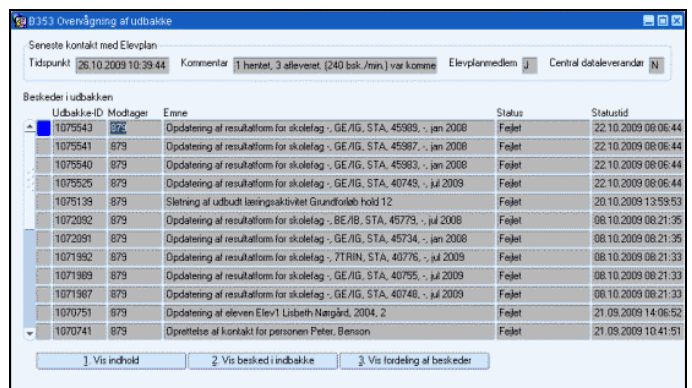 B353 Overvågning af udbakke
Seneste kontakt med Elevplan
Tidspunkt 26.10.2009 10:39:44 Kommentar 1 hentet, 3 afleveret. (240 bsk./min.) var komme Elevplanmedlem J Central dataleverandør N
Beskeder i udbakken
Udbakke-ID Modtager Emne Status Statustid
1075543 879 Opdatering af resultatform for skolefag -, GE/IG, STA, 45989, -, jan 2008 Fejlet 22.10.2009 08:06:44
1075541 879 Opdatering af resultatform for skolefag -, GE/IG, STA, 45987, -, jan 2008 Fejlet 22.10.2009 08:06:44
1075540 879 Opdatering af resultatform for skolefag -, GE/IG, STA, 45983, -, jan 2008 Fejlet 22.10.2009 08:06:44
1075525 879 Opdatering af resultatform for skolefag -, GE/IG, STA, 40749, -, jul 2009 Fejlet 22.10.2009 08:06:44
1075139 879 Sletning af udbudt læringsaktivitet Grundforløb hold 12 Fejlet 20.10.2009 13:59:53
1072092 879 Opdatering af resultatform for skolefag -, BE/IB, STA, 45779, -, jul 2008 Fejlet 08.10.2009 08:21:35
1072091 879 Opdatering af resultatform for skolefag -, GE/IG, STA, 45734, -, jan 2008 Fejlet 08.10.2009 08:21:35
1071992 879 Opdatering af resultatform for skolefag -, 7TRIN, STA, 40776, -, jul 2009 Fejlet 08.10.2009 08:21:33
1071989 879 Opdatering af resultatform for skolefag -, GE/IG, STA, 40755, -, jul 2009 Fejlet 08.10.2009 08:21:33
1071987 879 Opdatering af resultatform for skolefag -, GE/IG, STA, 40748, -, jul 2009 Fejlet 08.10.2009 08:21:33
1070751 879 Opdatering af eleven Elev1 Lisbeth Nørgård, 2004, 2 Fejlet 21.09.2009 14:06:52
1070741 879 Oprettelse af kontakt for personen Peter, Benson Fejlet 21.09.2009 10:41:51
1. Vis indhold 2. Vis besked i indbakke 3. Vis fordeling af beskeder